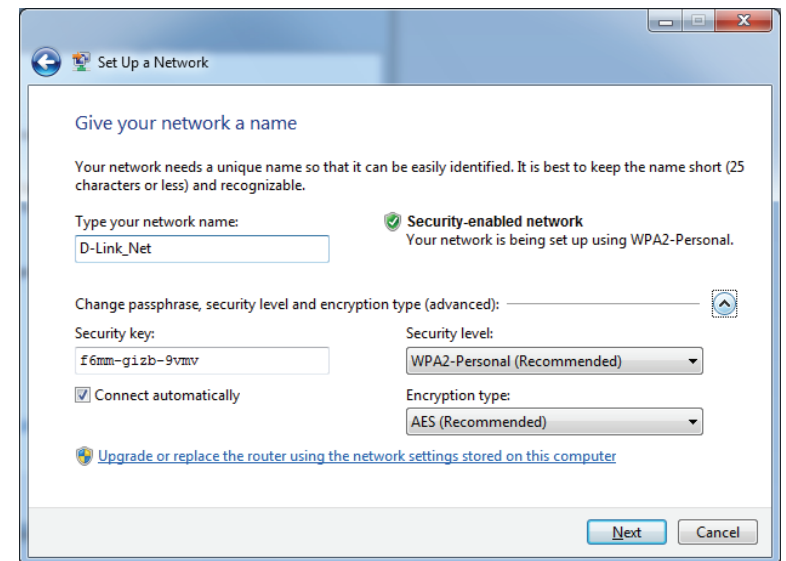 Set Up a Network
Give your network a name
Your network needs a unique name so that it can be easily identified. It is best to keep the name short (25
characters or less) and recognizable.
Type your network name:
D-Link_Net
Security-enabled network
Your network is being set up using WPA2-Personal.
Change passphrase, security level and encryption type (advanced):
Security key:
f6mm-gizb-9vmv
Security level:
WPA2-Personal (Recommended)
Connect automatically
Encryption type:
AES (Recommended)
Upgrade or replace the router using the network settings stored on this computer
Next
Cancel